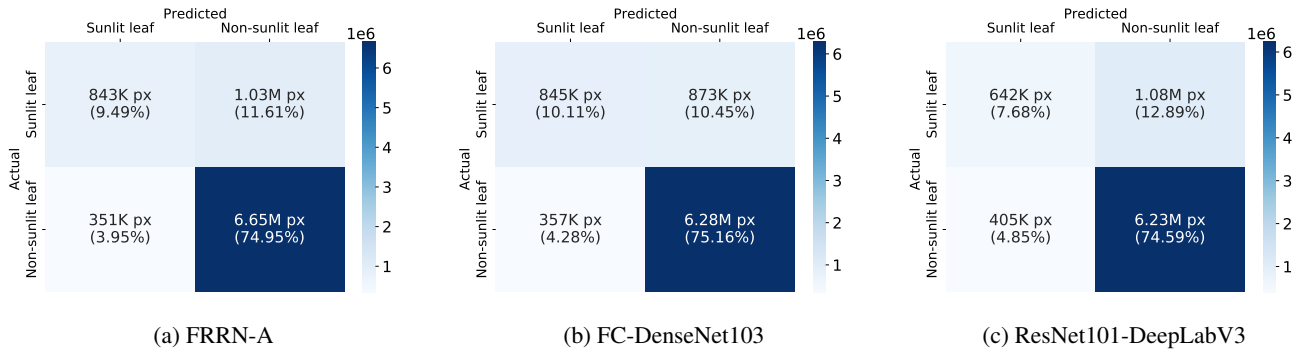 Predicted
Sunlit leaf Non-sunlit leaf
1e6
Actual
Sunlit leaf
Non-sunlit leaf
843K px
(9.49%)
1.03M px
(11.61%)
351K px
(3.95%)
6.65M px
(74.95%)
6
5
4
3
2
1
(a) FRRN-A
Predicted
Sunlit leaf Non-sunlit leaf
1e6
Actual
Sunlit leaf
Non-sunlit leaf
845K px
(10.11%)
873K px
(10.45%)
357K px
(4.28%)
6.28M px
(75.16%)
6
5
4
3
2
1
(b) FC-DenseNet103
Predicted
Sunlit leaf Non-sunlit leaf
1e6
Actual
Sunlit leaf
Non-sunlit leaf
642K px
(7.68%)
1.08M px
(12.89%)
405K px
(4.85%)
6.23M px
(74.59%)
6
5
4
3
2
1
(c) ResNet101-DeepLabV3